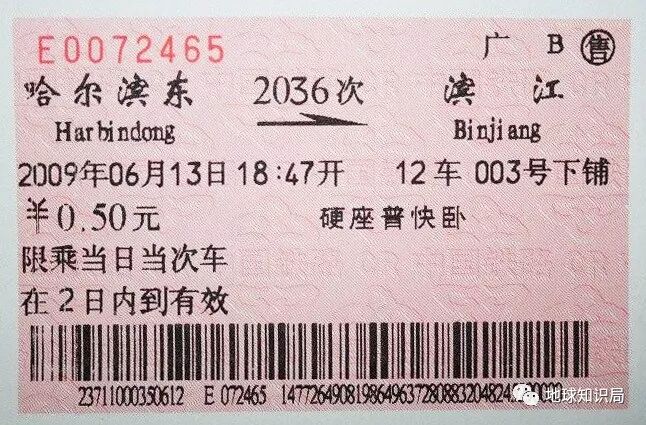 E0072465 广 B 售
哈尔滨东 2036次 滨江
Harbindong Binjiang
2009年06月13日18:47开 12车 003号下铺
¥0.50元 硬座普快卧
限乘当日当次车
在2日内到有效
23711000350612 E 072465
地球知识局